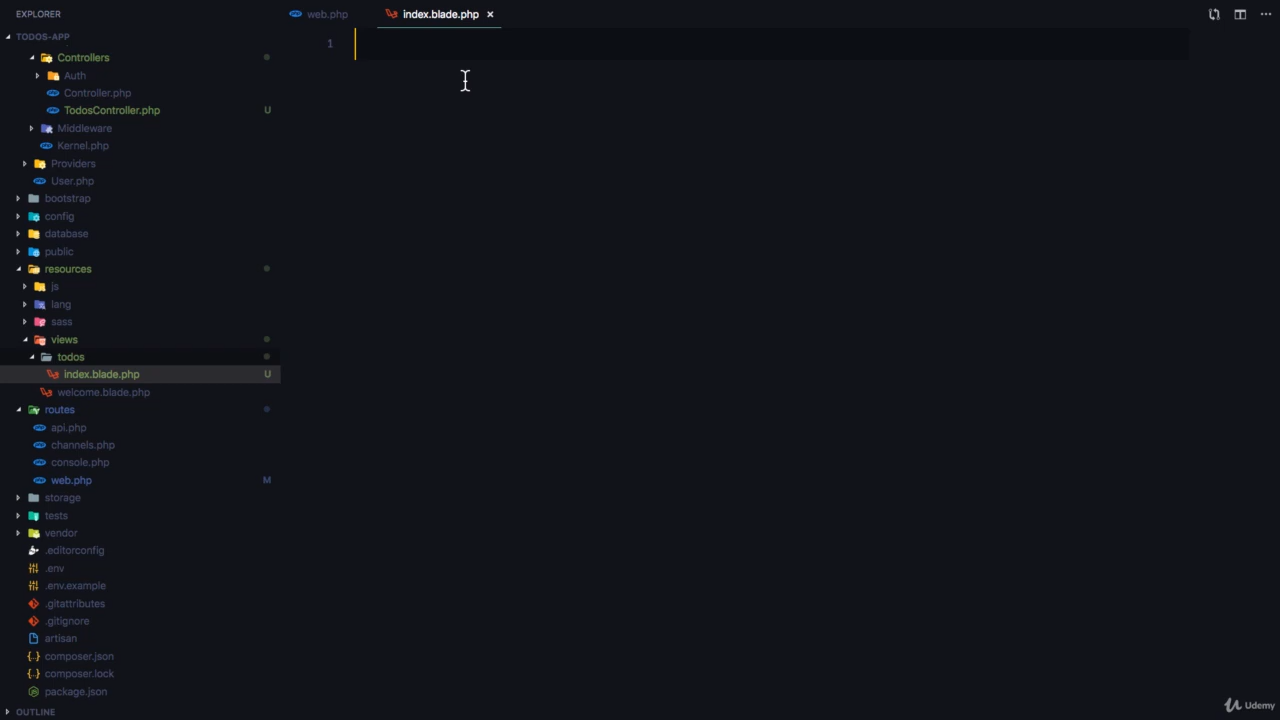 EXPLORER
web.php
index.blade.php ×
TODOS-APP
Controllers
Auth
Controller.php
TodosController.php U
Middleware
Kernel.php
Providers
User.php
bootstrap
config
database
public
resources
js
lang
sass
views
todos
index.blade.php U
welcome.blade.php
routes
api.php
channels.php
console.php
web.php M
storage
tests
vendor
.editorconfig
.env
.env.example
.gitattributes
.gitignore
artisan
composer.json
composer.lock
package.json
OUTLINE
1
Udemy